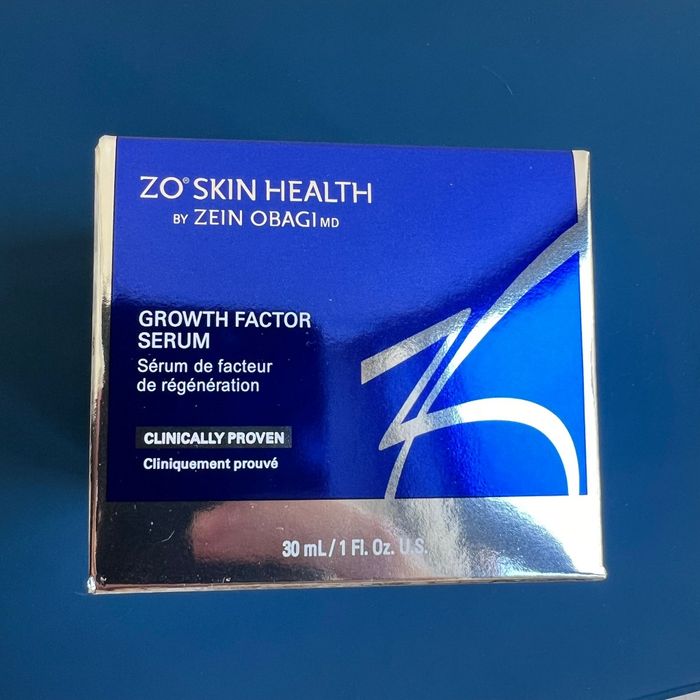 ZO® SKIN HEALTH
BY ZEIN OBAGI MD
GROWTH FACTOR
SERUM
Sérum de facteur
de régénération
CLINICALLY PROVEN
Cliniquement prouvé
30 mL / 1 Fl. Oz. U.S.